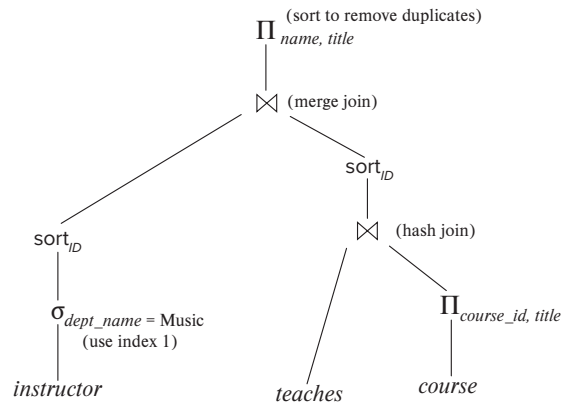 (sort to remove duplicates)
Π name, title
⋈ (merge join)
sort ID
sort ID
⋈ (hash join)
σ dept_name = Music
(use index 1)
Π course_id, title
instructor
teaches
course